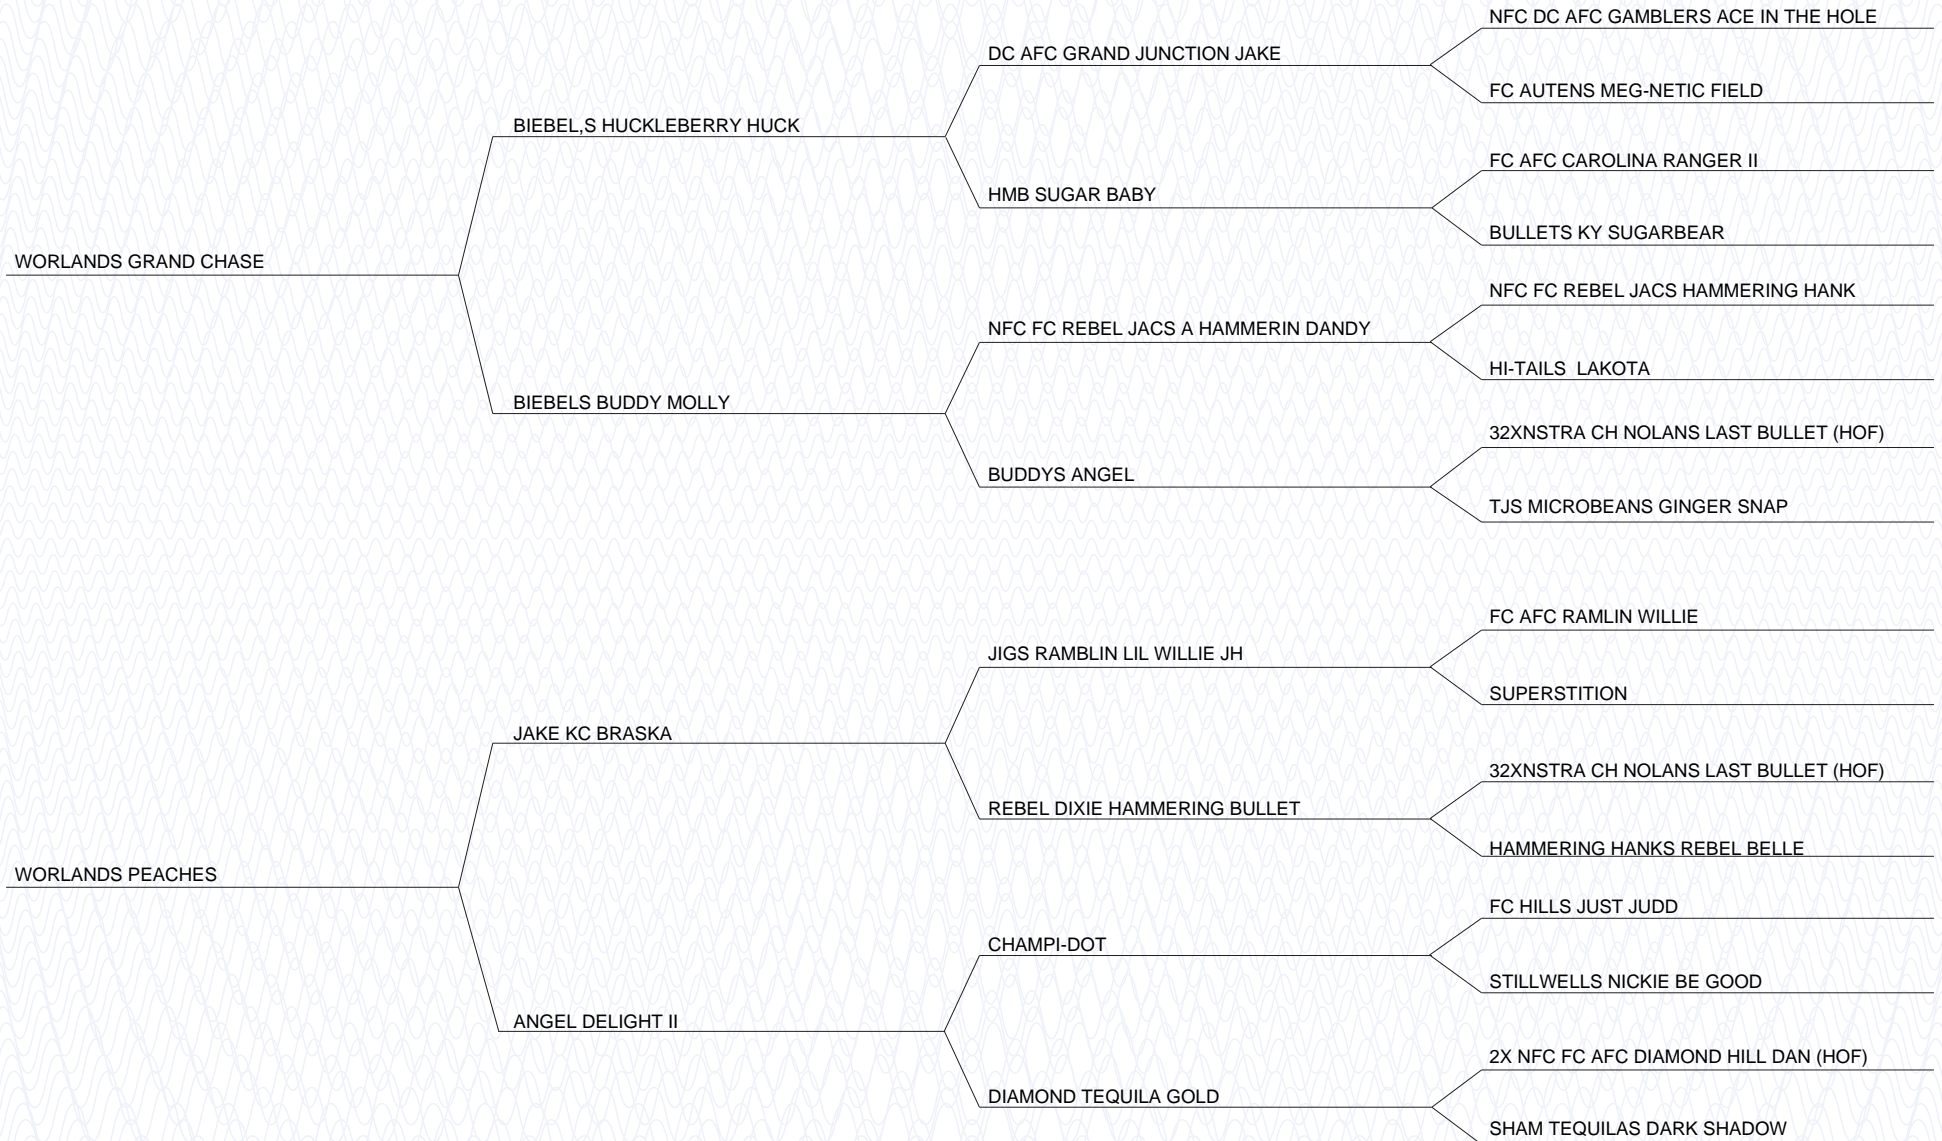 NFC DC AFC GAMBLERS ACE IN THE HOLE
DC AFC GRAND JUNCTION JAKE
FC AUTENS MEG-NETIC FIELD
BIEBEL,S HUCKLEBERRY HUCK
FC AFC CAROLINA RANGER II
HMB SUGAR BABY
BULLETS KY SUGARBEAR
WORLANDS GRAND CHASE
NFC FC REBEL JACS HAMMERING HANK
NFC FC REBEL JACS A HAMMERIN DANDY
HI-TAILS  LAKOTA
BIEBELS BUDDY MOLLY
32XNSTRA CH NOLANS LAST BULLET (HOF)
BUDDYS ANGEL
TJS MICROBEANS GINGER SNAP
FC AFC RAMLIN WILLIE
JIGS RAMBLIN LIL WILLIE JH
SUPERSTITION
JAKE KC BRASKA
32XNSTRA CH NOLANS LAST BULLET (HOF)
REBEL DIXIE HAMMERING BULLET
HAMMERING HANKS REBEL BELLE
WORLANDS PEACHES
FC HILLS JUST JUDD
CHAMPI-DOT
STILLWELLS NICKIE BE GOOD
ANGEL DELIGHT II
2X NFC FC AFC DIAMOND HILL DAN (HOF)
DIAMOND TEQUILA GOLD
SHAM TEQUILAS DARK SHADOW